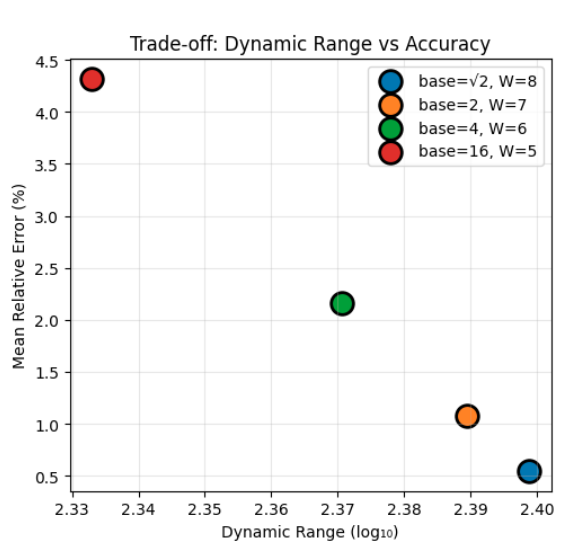 Trade-off: Dynamic Range vs Accuracy
base=√2, W=8
base=2, W=7
base=4, W=6
base=16, W=5
Mean Relative Error (%)
4.5
4.0
3.5
3.0
2.5
2.0
1.5
1.0
0.5
2.33 2.34 2.35 2.36 2.37 2.38 2.39 2.40
Dynamic Range (log₁₀)